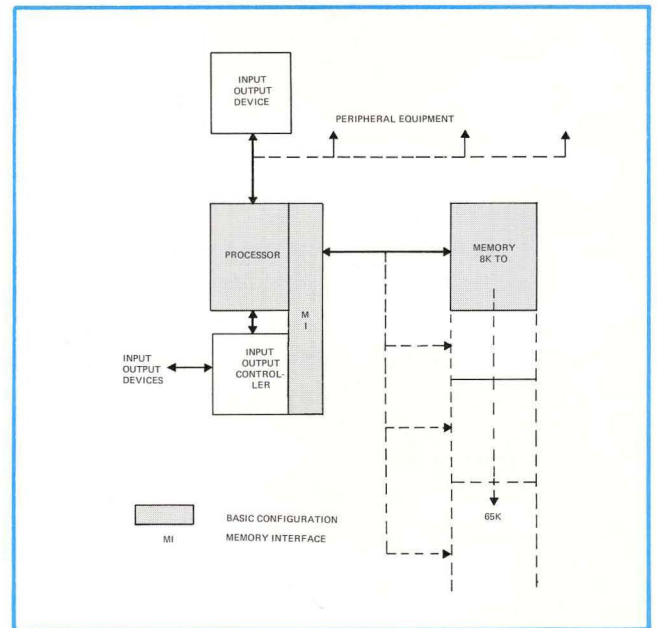 INPUT
OUTPUT
DEVICE
PERIPHERAL EQUIPMENT
PROCESSOR
M
I
MEMORY
8K TO
INPUT
OUTPUT
DEVICES
INPUT
OUTPUT
CONTROL-
LER
65K
BASIC CONFIGURATION
MI MEMORY INTERFACE